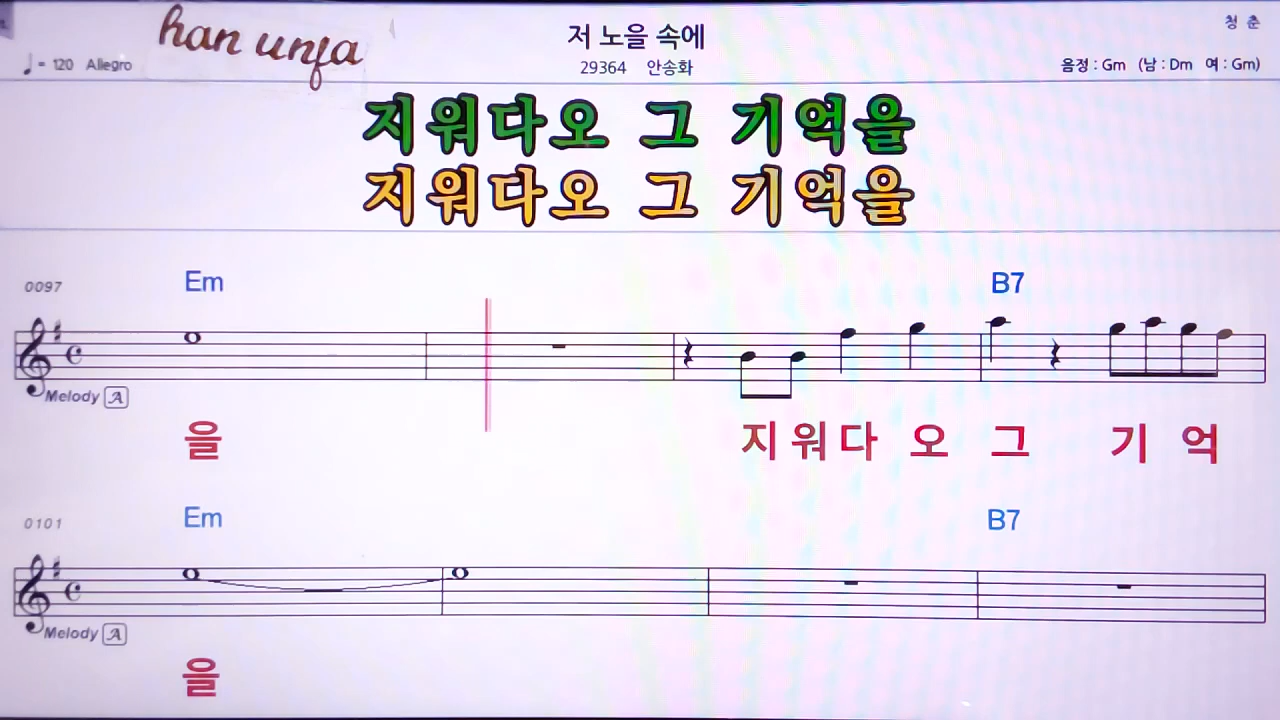 han unfa
저 노을 속에
청 춘
♩ = 120 Allegro
29364 안송화
음정 : Gm (남 : Dm 여 : Gm)
지워다오 그 기억을
지워다오 그 기억을
0097
Em B7
Melody A
을 지 워 다 오 그 기 억
0101
Em B7
Melody A
을